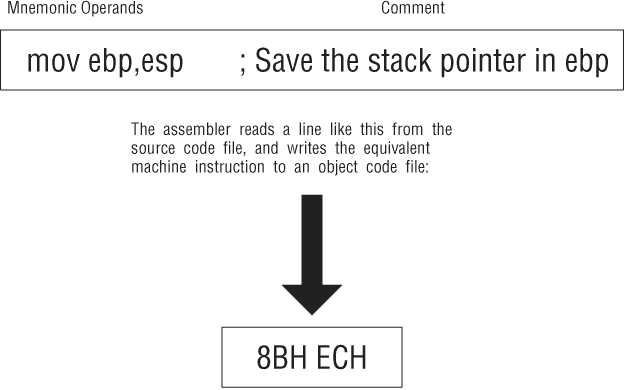 Mnemonic Operands Comment
mov ebp,esp ; Save the stack pointer in ebp
The assembler reads a line like this from the
source code file, and writes the equivalent
machine instruction to an object code file:
8BH ECH